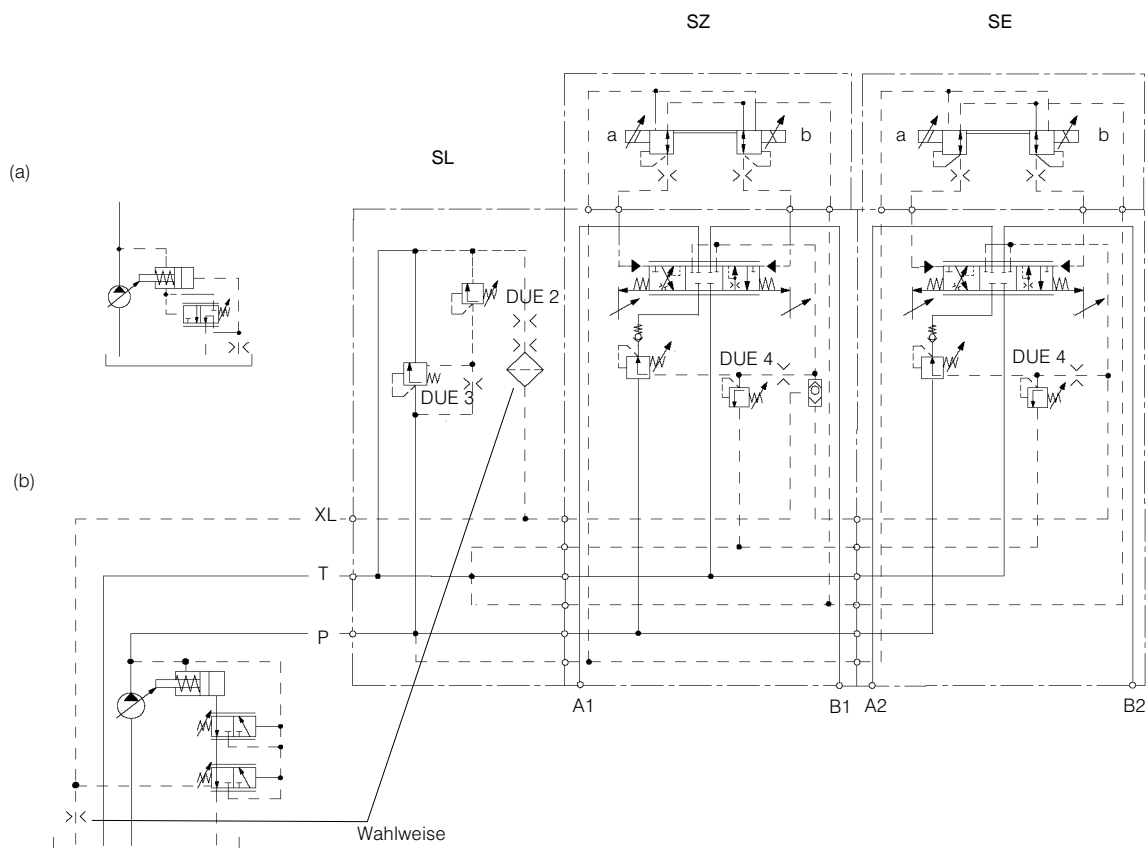 SZ
SE
a
b
a
b
SL
(a)
DUE 2
DUE 4
DUE 4
DUE 3
(b)
XL
T
P
A1
B1
A2
B2
Wahlweise